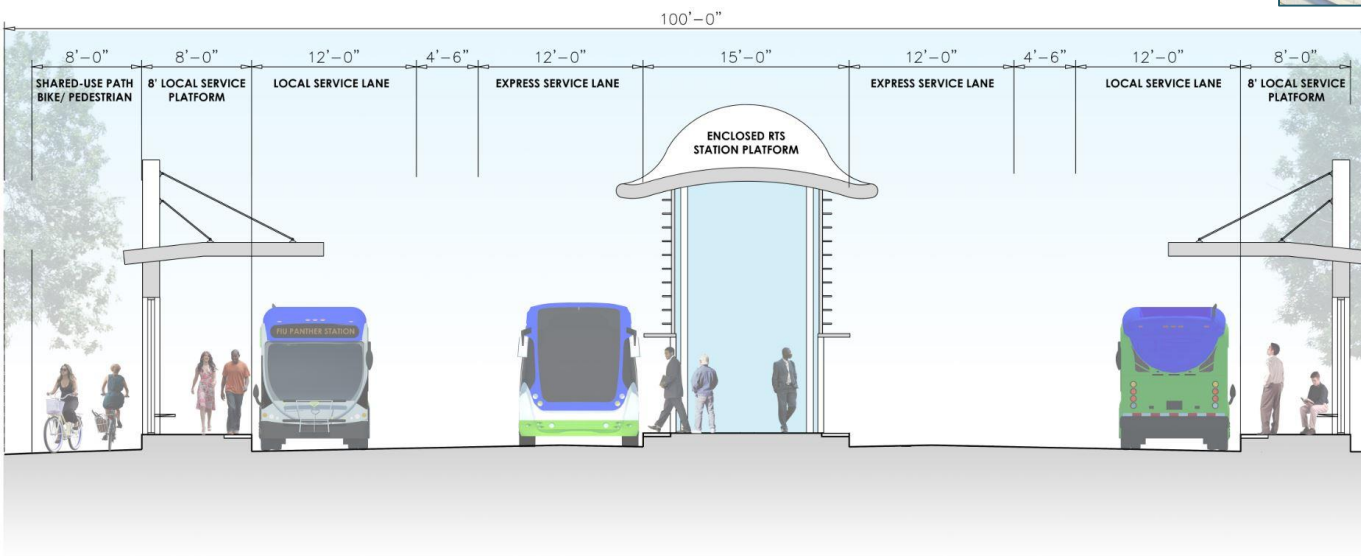 100'-0"
8'-0"
8'-0"
12'-0"
4'-6"
12'-0"
15'-0"
12'-0"
4'-6"
12'-0"
8'-0"
SHARED-USE PATH
BIKE/ PEDESTRIAN
8' LOCAL SERVICE
PLATFORM
LOCAL SERVICE LANE
EXPRESS SERVICE LANE
ENCLOSED RTS
STATION PLATFORM
EXPRESS SERVICE LANE
LOCAL SERVICE LANE
8' LOCAL SERVICE
PLATFORM
FIU PANTHER STATION